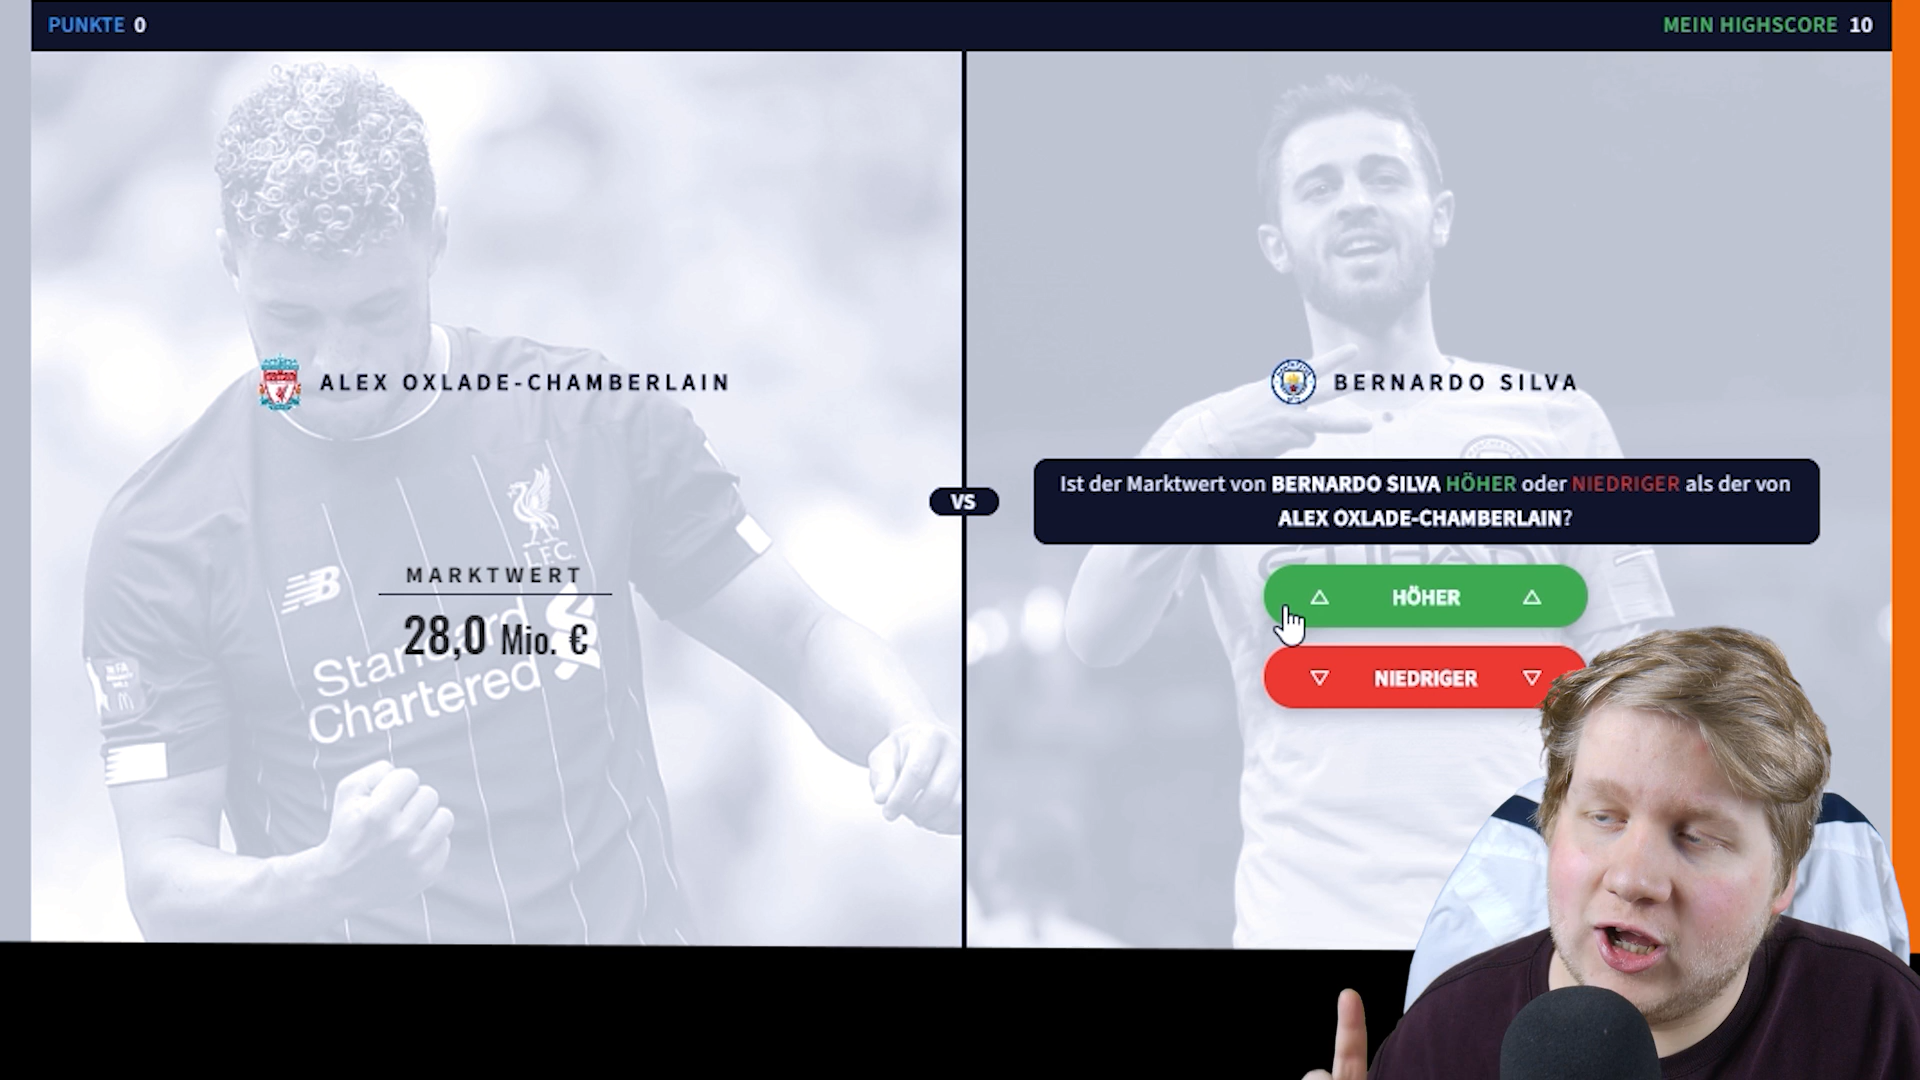 PUNKTE 0
MEIN HIGHSCORE 10
ALEX OXLADE-CHAMBERLAIN
BERNARDO SILVA
VS
Ist der Marktwert von BERNARDO SILVA HÖHER oder NIEDRIGER als der von
ALEX OXLADE-CHAMBERLAIN?
MARKTWERT
28,0 Mio. €
HÖHER
NIEDRIGER
L.F.C.
Standard
Chartered
ETIHAD